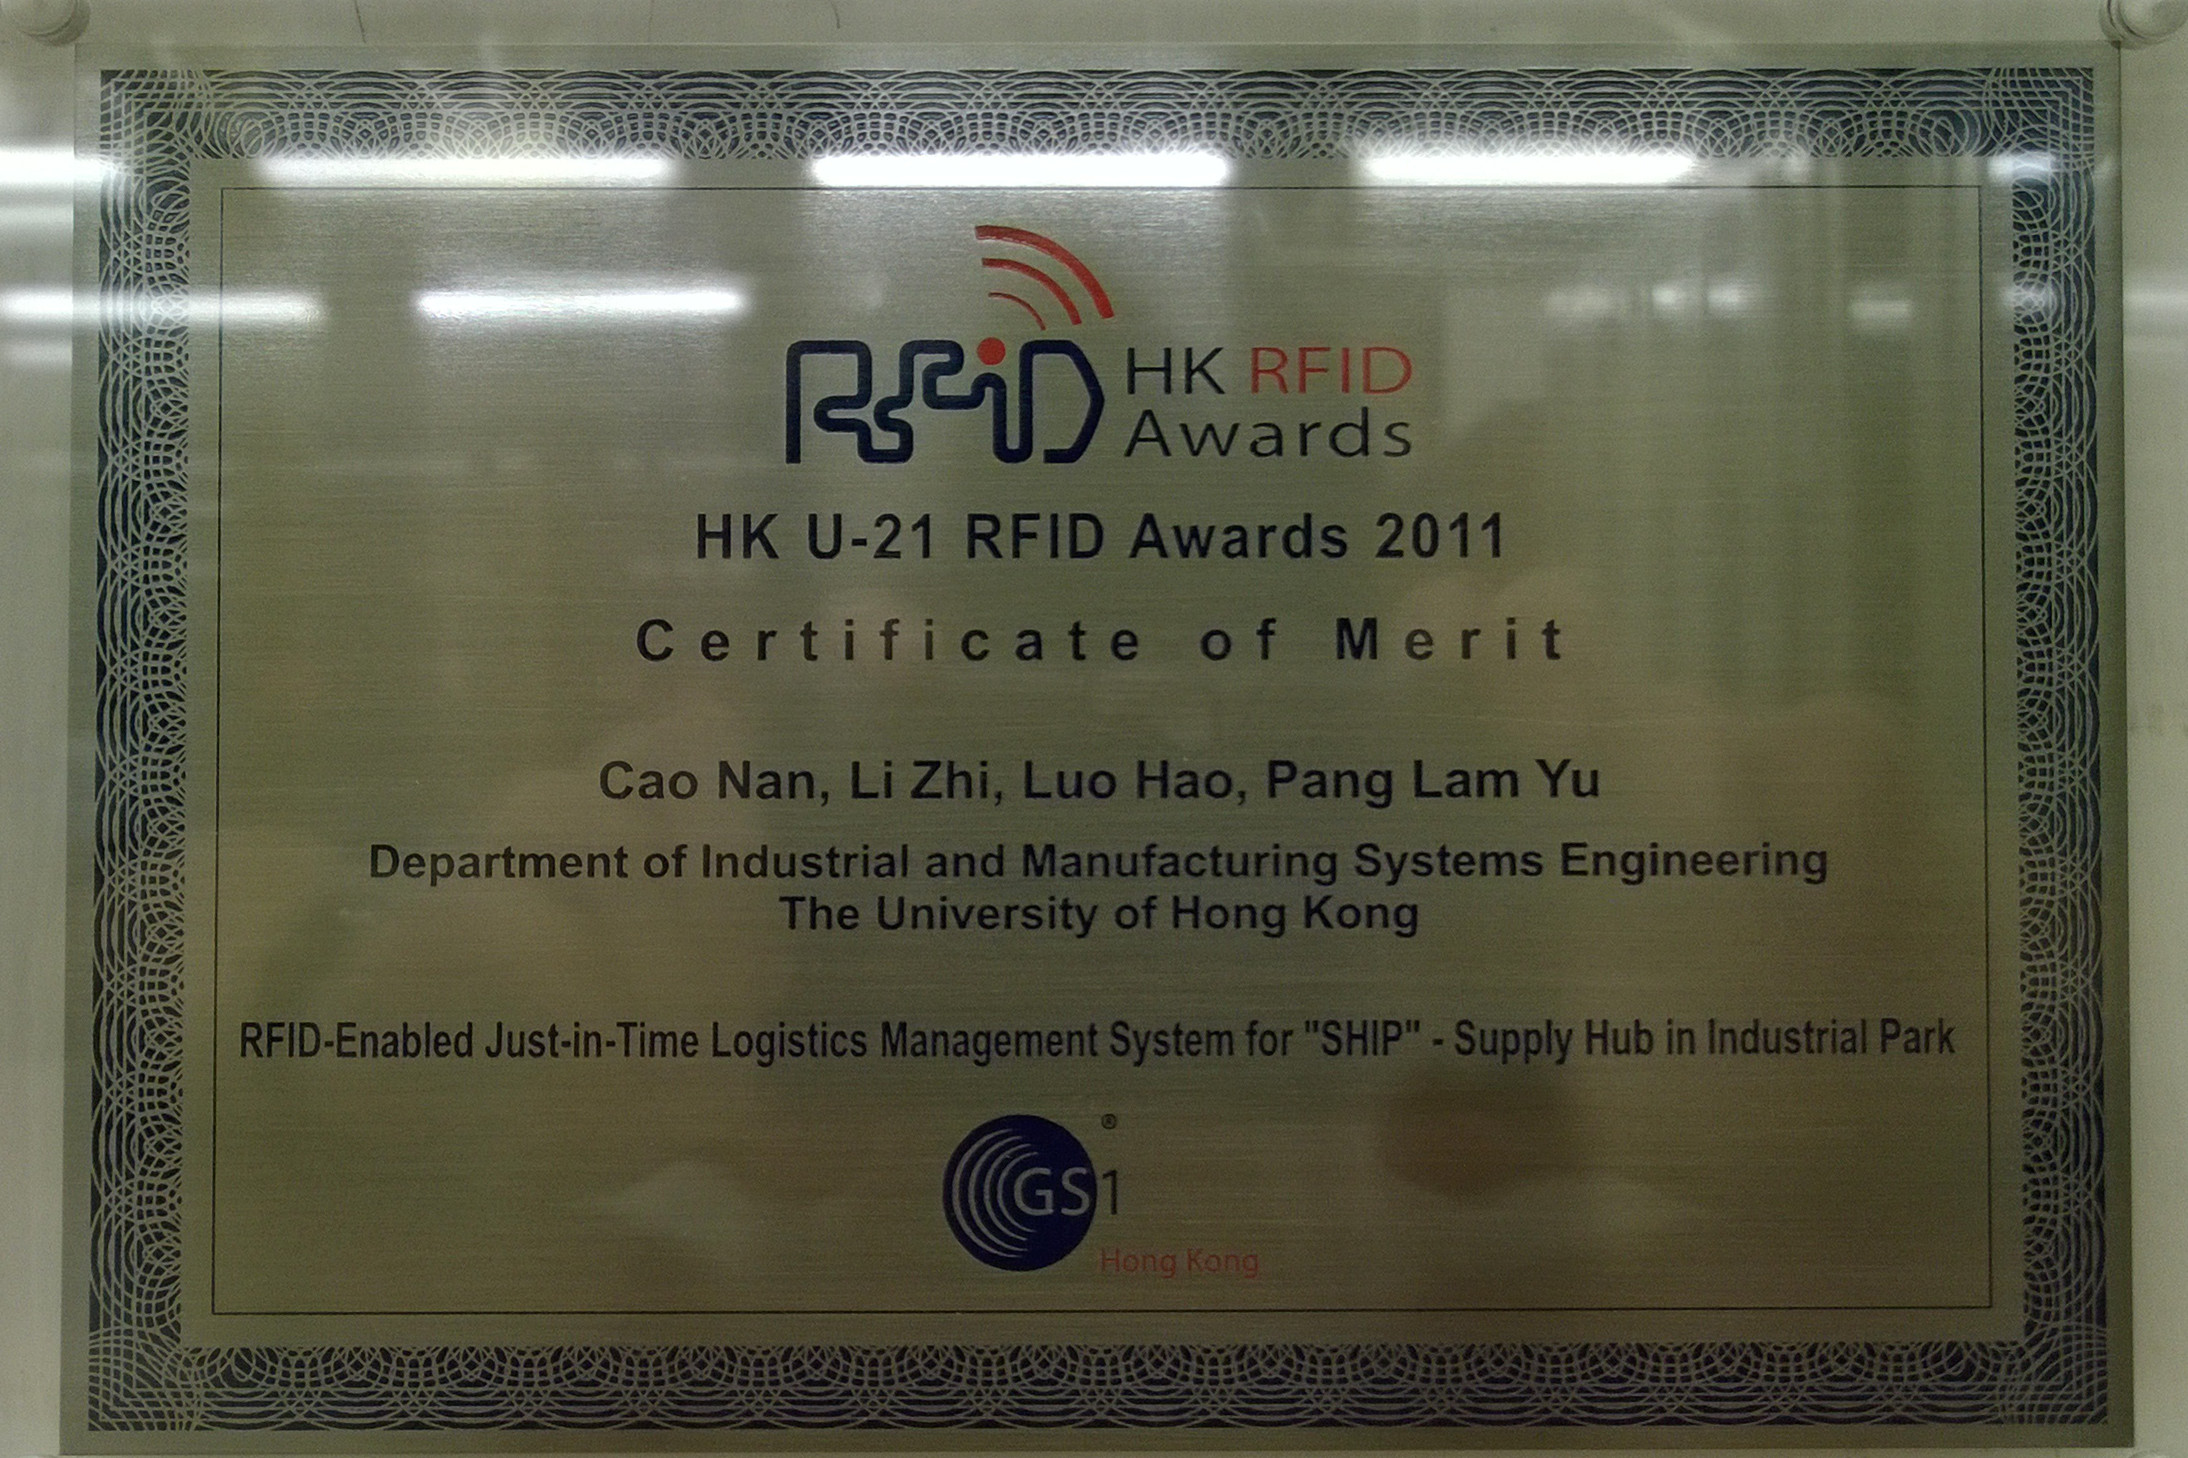 RFiD HK RFID
Awards
HK U-21 RFID Awards 2011
Certificate of Merit
Cao Nan, Li Zhi, Luo Hao, Pang Lam Yu
Department of Industrial and Manufacturing Systems Engineering
The University of Hong Kong
RFID-Enabled Just-in-Time Logistics Management System for "SHIP" - Supply Hub in Industrial Park
GS1 ®
Hong Kong